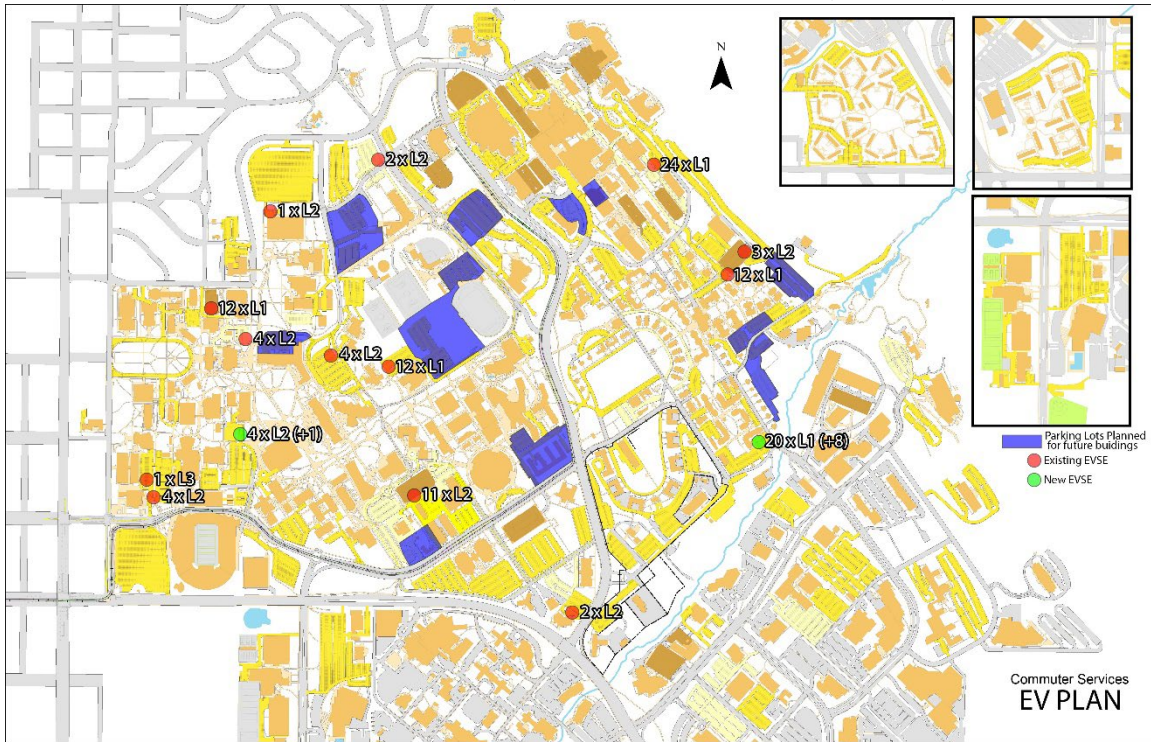 N
2 x L2
24 x L1
1 x L2
3 x L2
12 x L1
12 x L1
4 x L2
4 x L2
12 x L1
4 x L2 (+1)
20 x L1 (+8)
1 x L3
4 x L2
11 x L2
2 x L2
Parking Lots Planned
for future buidings
Existing EVSE
New EVSE
Commuter Services
EV PLAN